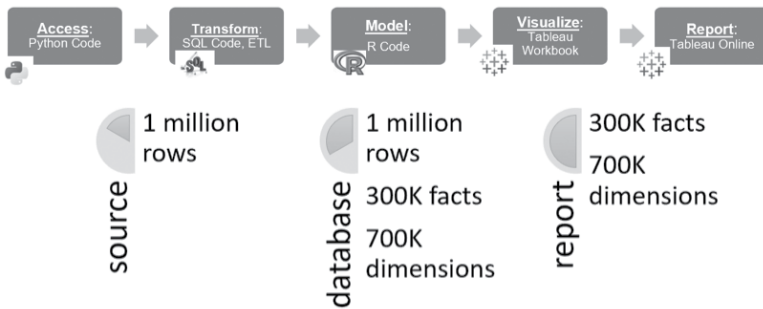 Access:
Python Code
Transform:
SQL Code, ETL
SQL
Model:
R Code
R
Visualize:
Tableau
Workbook
Report:
Tableau Online
source
1 million
rows
database
1 million
rows
300K facts
700K
dimensions
report
300K facts
700K
dimensions